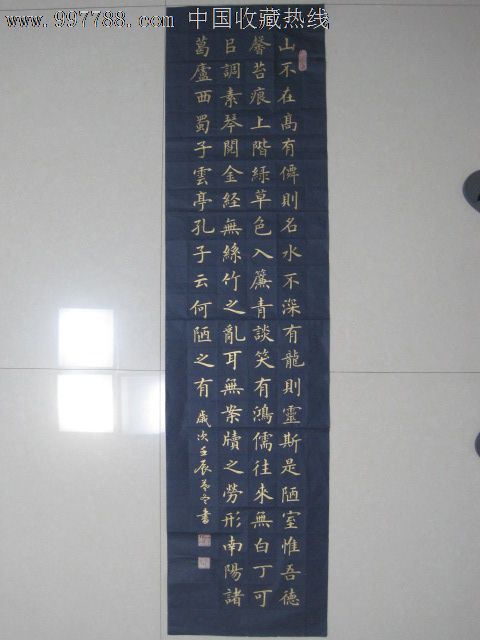 www.997788.com 中国收藏热线
山不在髙有僊則名水不深有龍則靈斯是陋室惟吾德
馨苔痕上階綠草色入簾青談笑有鴻儒往來無白丁可
㠯調素琴閱金経無絲竹之亂耳無案牘之勞形南陽諸
葛廬西蜀子雲亭孔子云何陋之有
歲次壬辰冬書